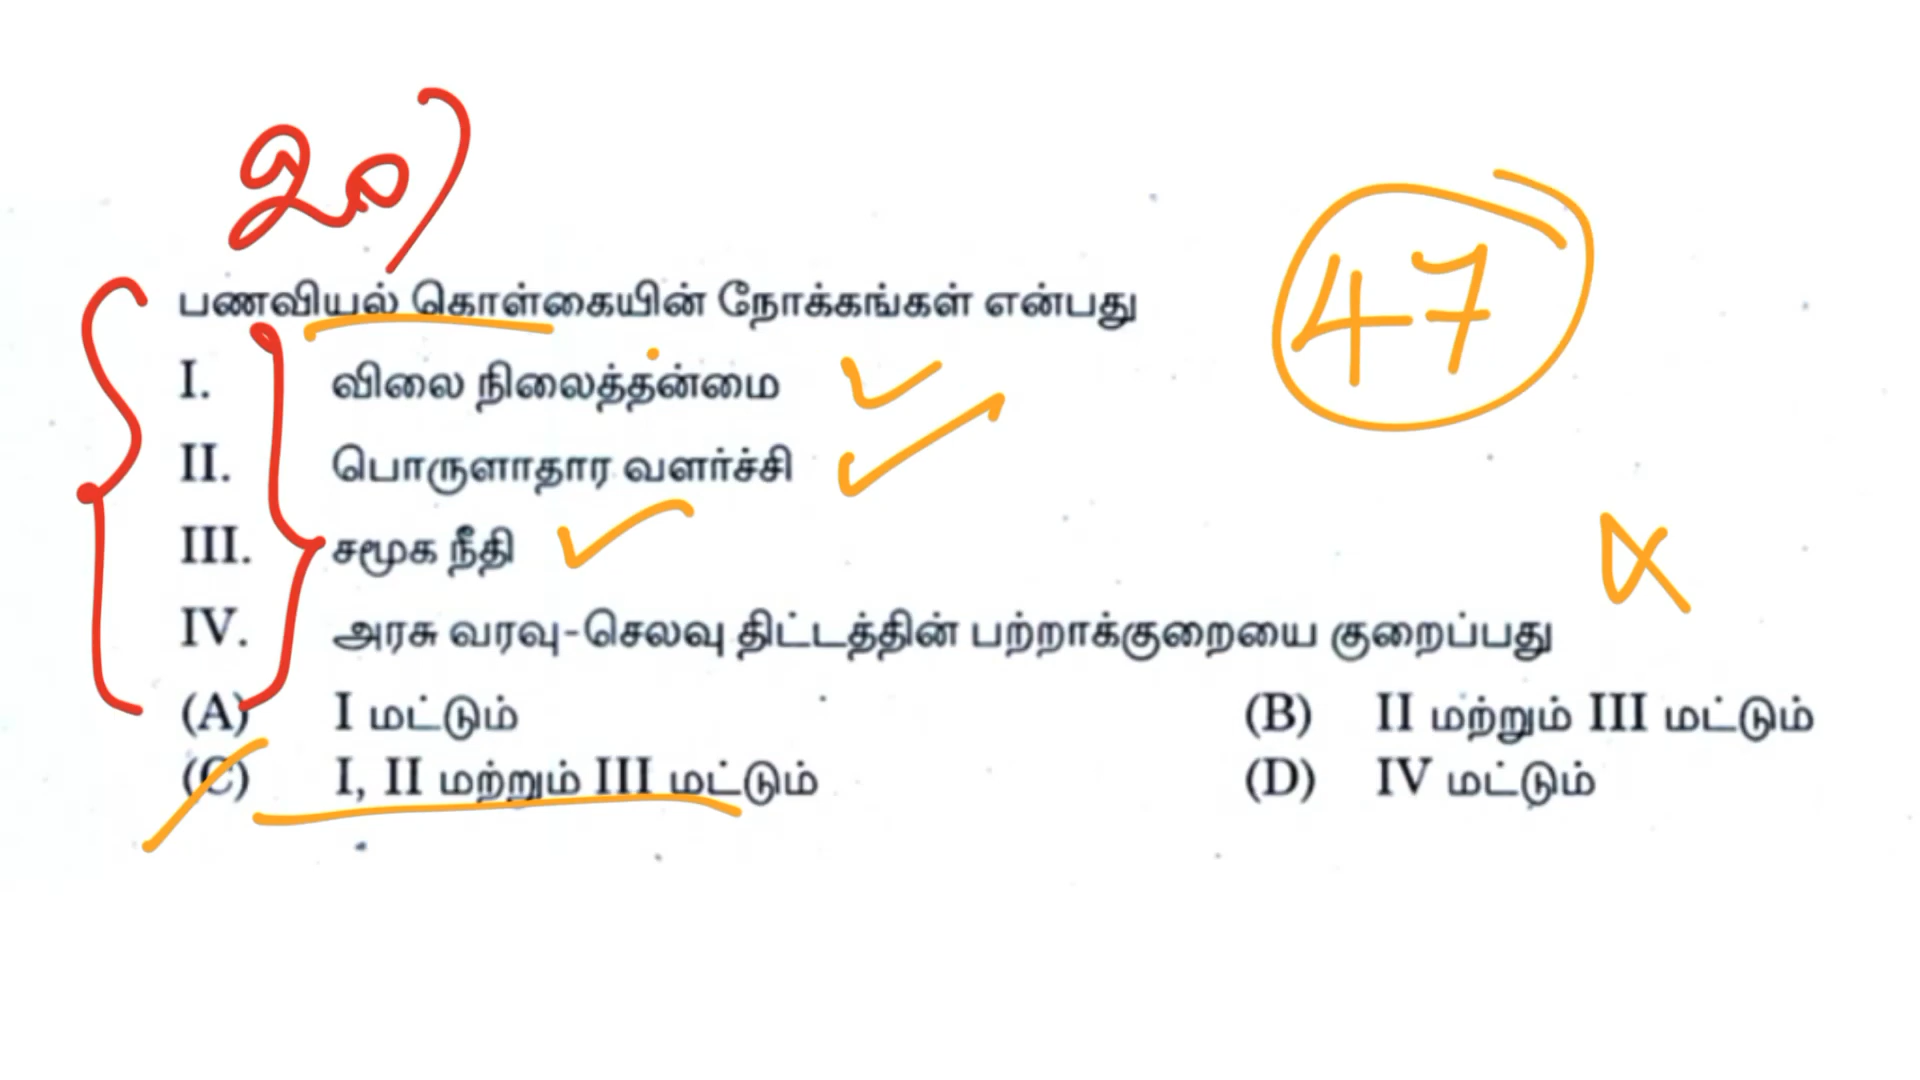 20)
47
பணவியல் கொள்கையின் நோக்கங்கள் என்பது
I. விலை நிலைத்தன்மை
II. பொருளாதார வளர்ச்சி
III. சமூக நீதி
IV. அரசு வரவு-செலவு திட்டத்தின் பற்றாக்குறையை குறைப்பது
(A) I மட்டும் (B) II மற்றும் III மட்டும்
(C) I, II மற்றும் III மட்டும் (D) IV மட்டும்